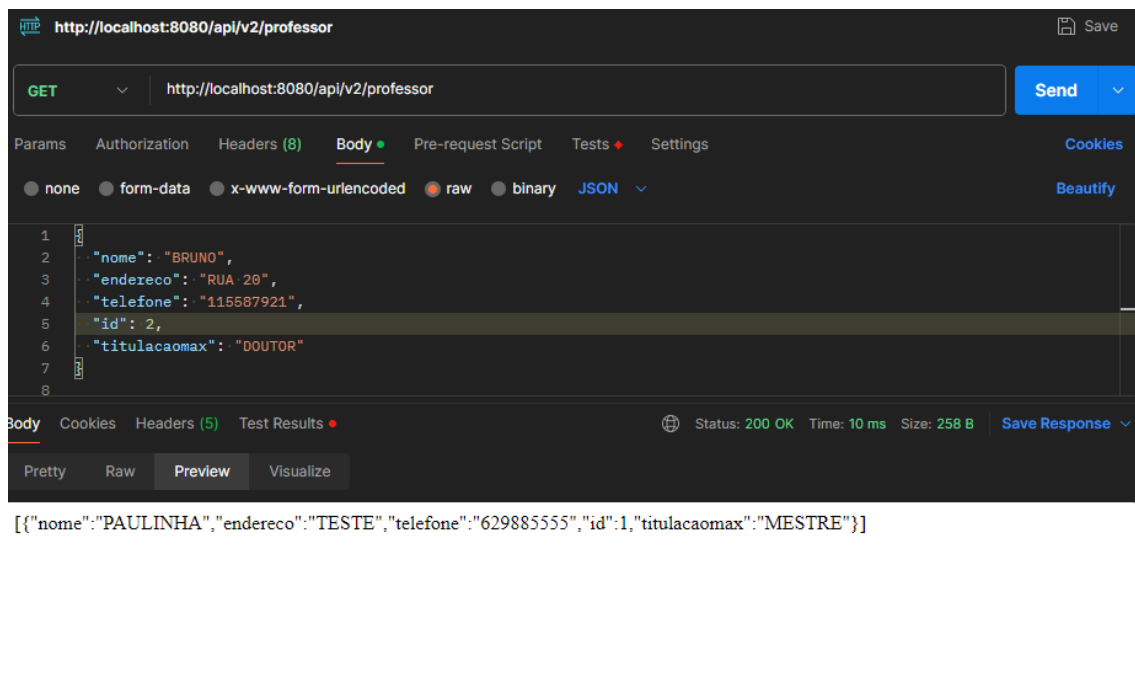 HTTP http://localhost:8080/api/v2/professor Save
GET http://localhost:8080/api/v2/professor Send
Params Authorization Headers (8) Body Pre-request Script Tests Settings Cookies
none form-data x-www-form-urlencoded raw binary JSON Beautify
1 {
2 "nome": "BRUNO",
3 "endereco": "RUA 20",
4 "telefone": "115587921",
5 "id": 2,
6 "titulacaomax": "DOUTOR"
7 }
8
Body Cookies Headers (5) Test Results Status: 200 OK Time: 10 ms Size: 258 B Save Response
Pretty Raw Preview Visualize
[{"nome":"PAULINHA","endereco":"TESTE","telefone":"629885555","id":1,"titulacaomax":"MESTRE"}]